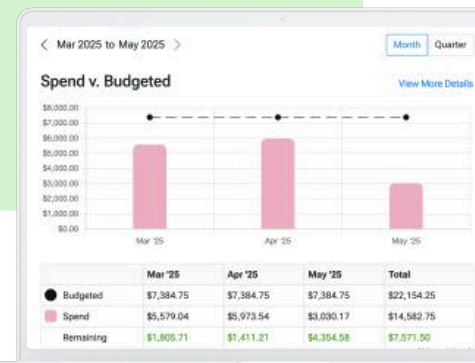 Mar 2025 to May 2025
Month Quarter
Spend v. Budgeted
View More Details
$8,000.00
$7,000.00
$6,000.00
$5,000.00
$4,000.00
$3,000.00
$2,000.00
$1,000.00
$0.00
Mar '25 Apr '25 May '25
Mar '25 Apr '25 May '25 Total
Budgeted $7,384.75 $7,384.75 $7,384.75 $22,154.25
Spend $5,579.04 $5,973.54 $3,030.17 $14,582.75
Remaining $1,805.71 $1,411.21 $4,354.58 $7,571.50